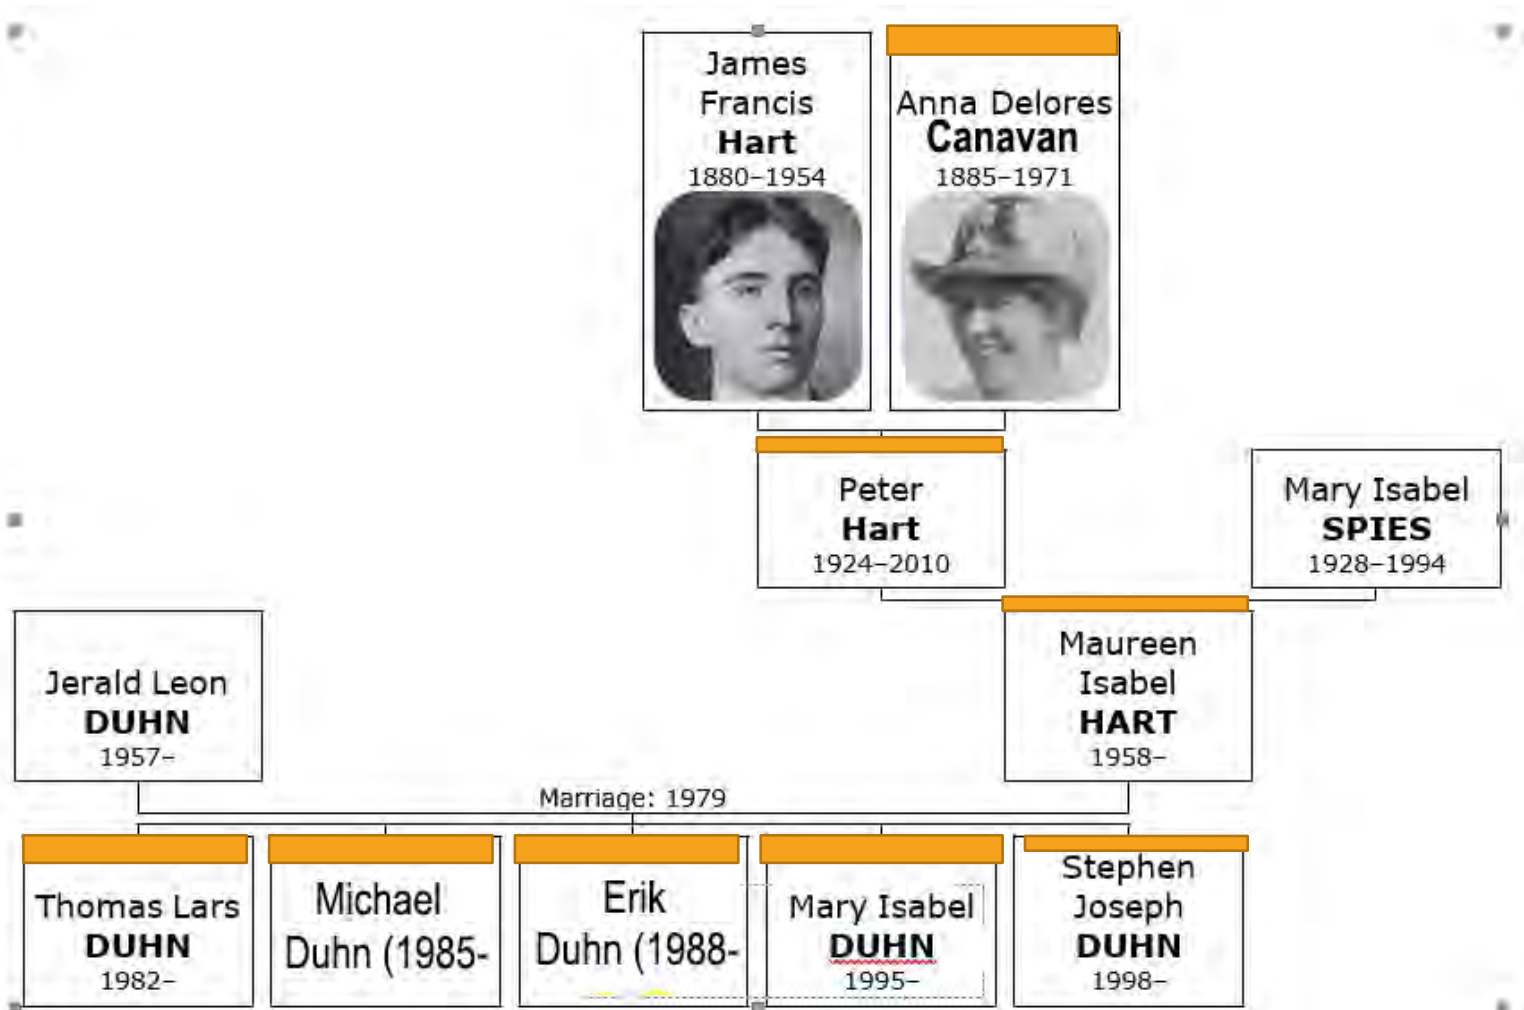 James
Francis
Hart
1880–1954
Anna Delores
Canavan
1885–1971
Peter
Hart
1924–2010
Mary Isabel
SPIES
1928–1994
Jerald Leon
DUHN
1957–
Maureen
Isabel
HART
1958–
Marriage: 1979
Thomas Lars
DUHN
1982–
Michael
Duhn (1985-
Erik
Duhn (1988-
Mary Isabel
DUHN
1995–
Stephen
Joseph
DUHN
1998–